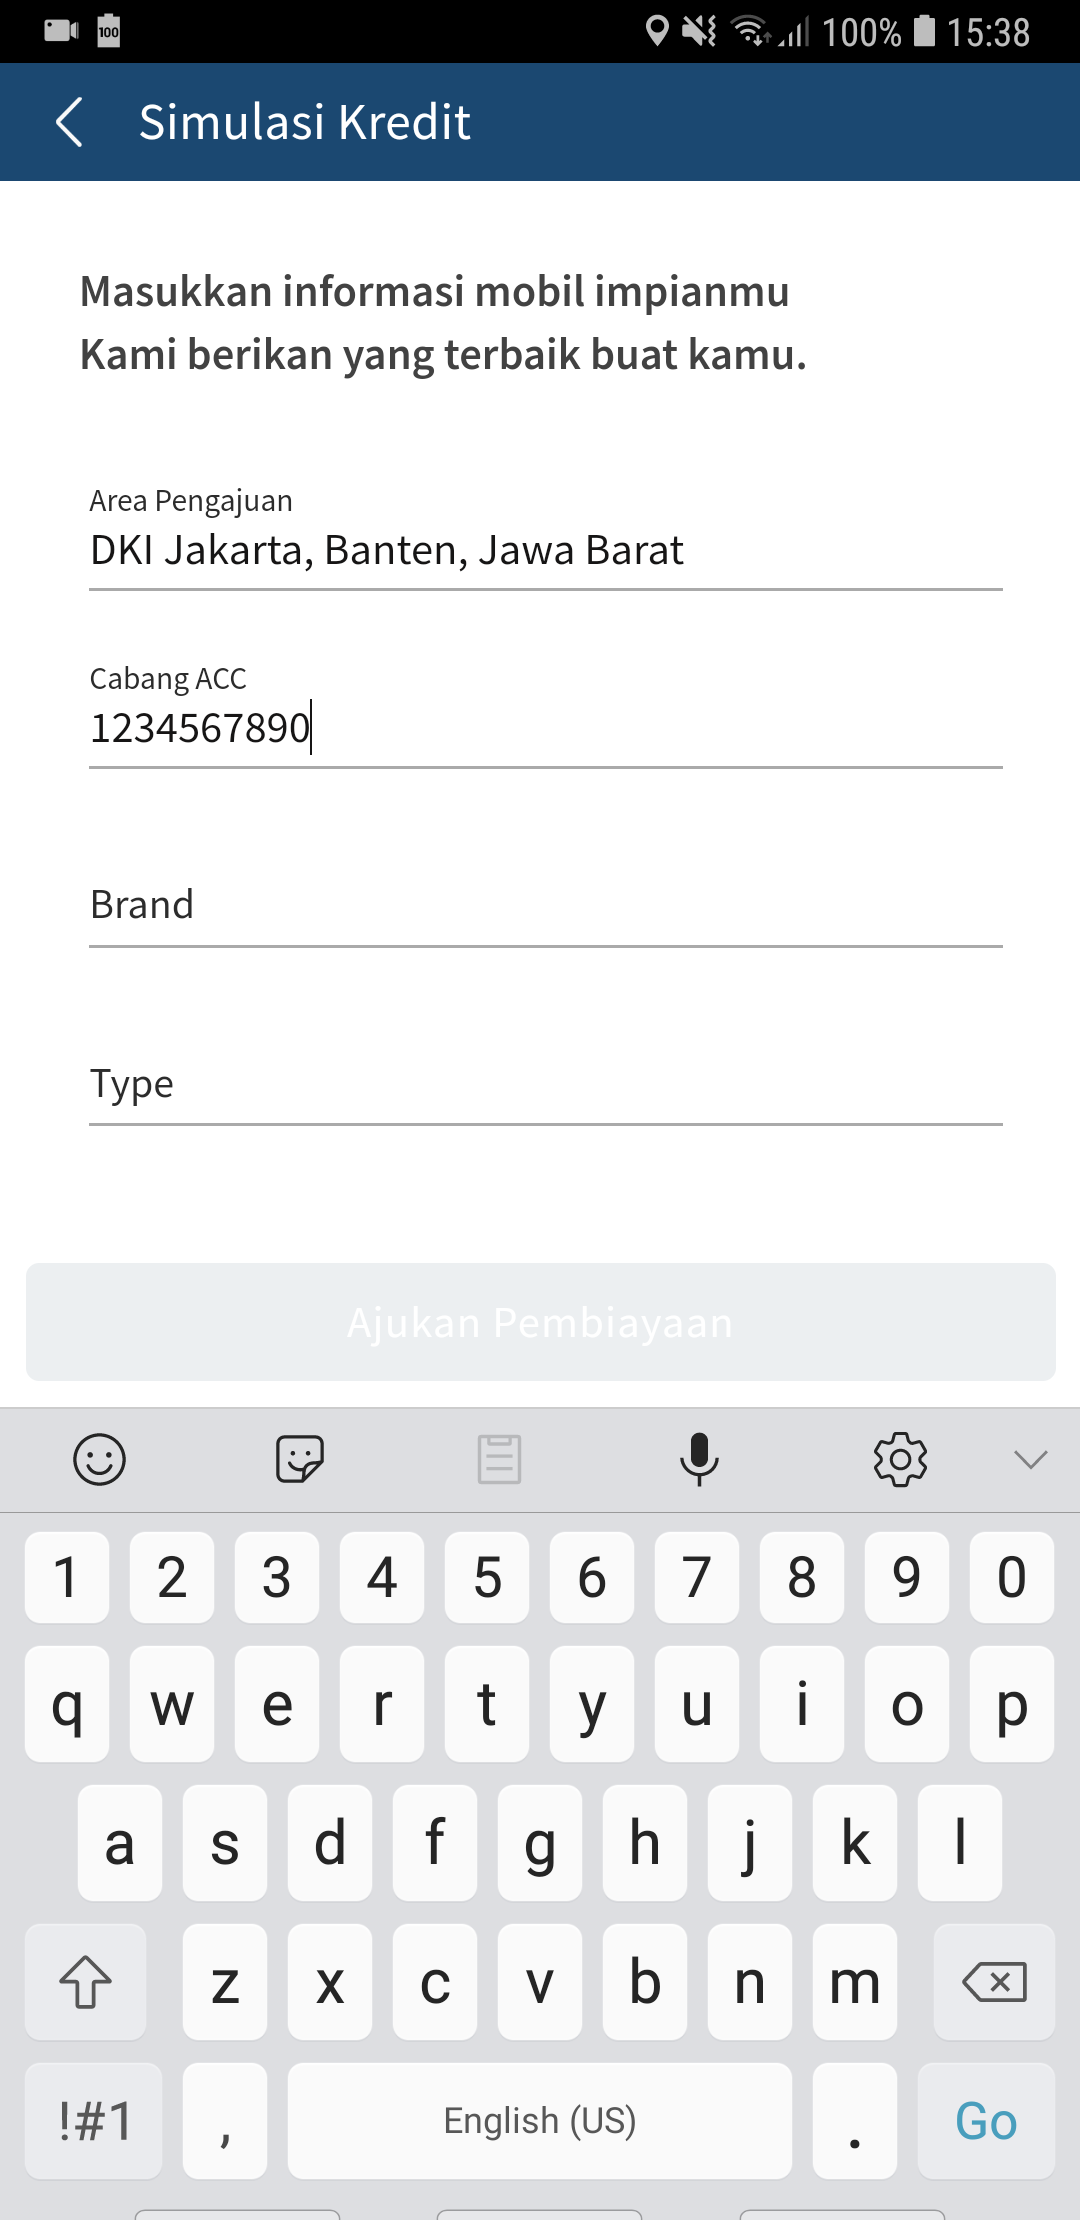 100 100% 15:38
Simulasi Kredit
Masukkan informasi mobil impianmu
Kami berikan yang terbaik buat kamu.
Area Pengajuan
DKI Jakarta, Banten, Jawa Barat
Cabang ACC
1234567890
Brand
Type
Ajukan Pembiayaan
1 2 3 4 5 6 7 8 9 0
q w e r t y u i o p
a s d f g h j k l
z x c v b n m
!#1 , English (US) . Go